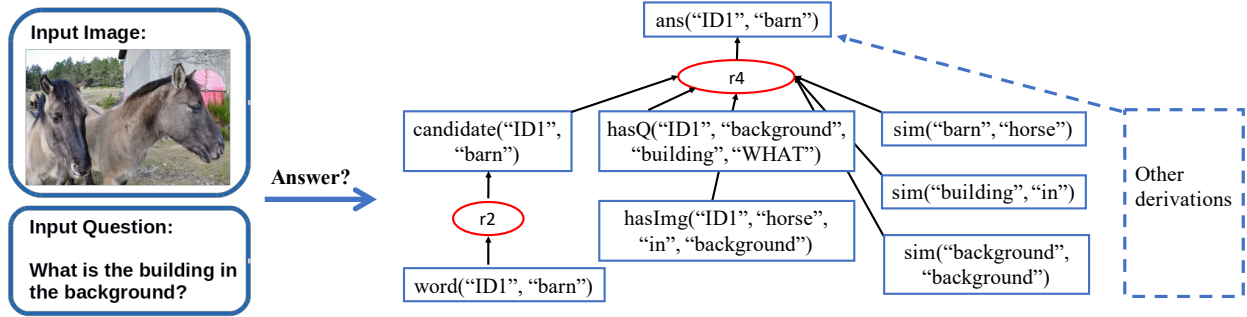 Input Image:
Input Question:
What is the building in
the background?
Answer?
ans(“ID1”, “barn”)
r4
candidate(“ID1”,
“barn”)
hasQ(“ID1”, “background”,
“building”, “WHAT”)
sim(“barn”, “horse”)
r2
hasImg(“ID1”, “horse”,
“in”, “background”)
sim(“building”, “in”)
word(“ID1”, “barn”)
sim(“background”,
“background”)
Other
derivations